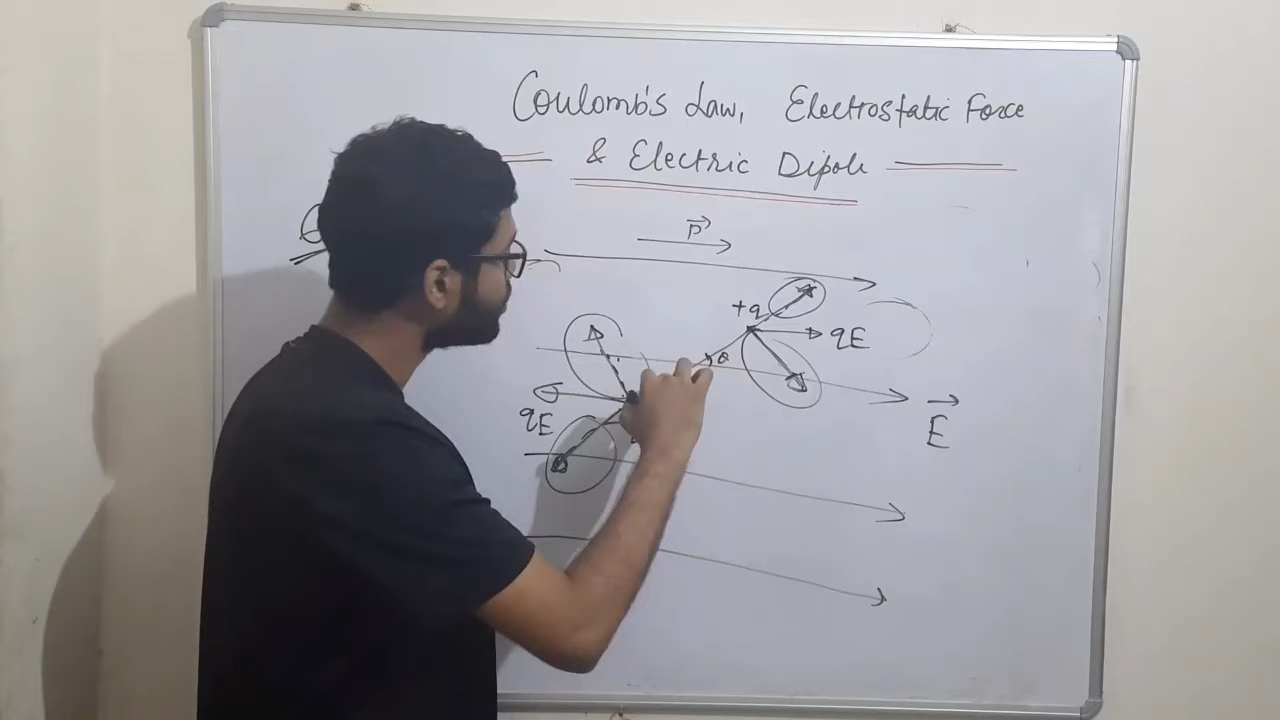 Coulomb's Law, Electrostatic Force
& Electric Dipole
P
+q
qE
θ
qE
E